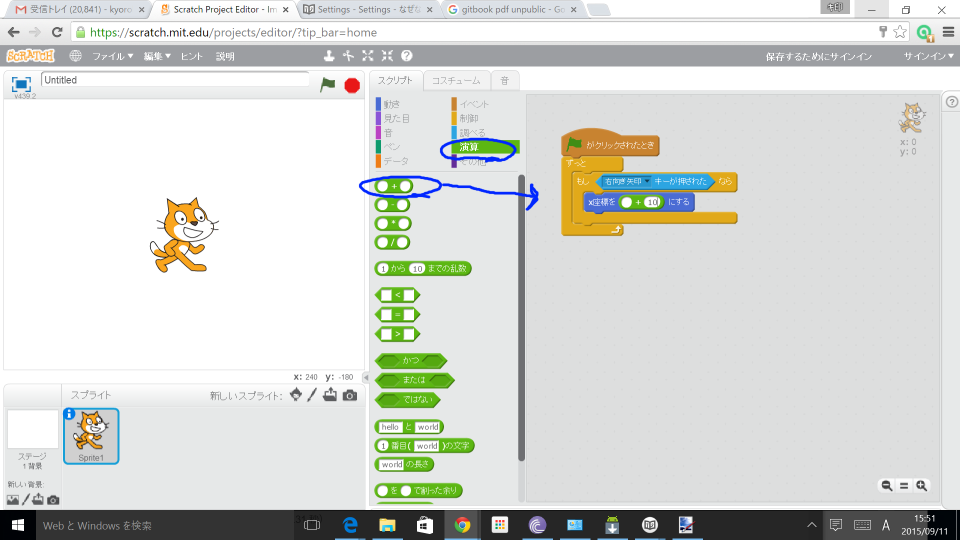 受信トレイ (20,841) - kyoro
Scratch Project Editor - Im
Settings - Settings - なぜな
gitbook pdf unpublic - Go
矢印
https://scratch.mit.edu/projects/editor/?tip_bar=home
SCRATCH ファイル 編集 ヒント 説明 保存するためにサインイン サインイン
Untitled
v439.2
スクリプト コスチューム 音
動き イベント
見た目 制御
音 調べる
ペン 演算
データ その他
+
-
*
/
1 から 10 までの乱数
<
=
>
かつ
または
ではない
hello と world
1 番目( world )の文字
world の長さ
を で割った余り
x: 0
y: 0
がクリックされたとき
ずっと
もし 右向き矢印 キーが押された なら
x座標を + 10 にする
x: 240 y: -180
スプライト 新しいスプライト:
Sprite1
ステージ
1 背景
新しい背景:
Web と Windows を検索
A
15:51
2015/09/11